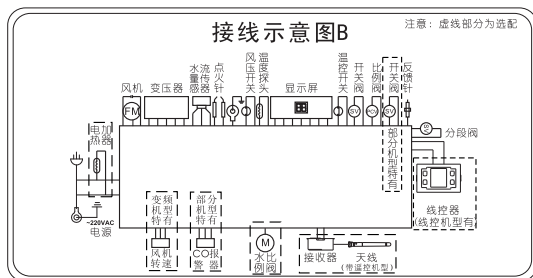 接线示意图B
注意：虚线部分为选配
风机
变压器
水流量传感器
点火针
风压开关
温度探头
显示屏
温控开关
开关阀
比例阀
开关阀
反馈针
FM
SV
PCV
SV
部分机型特有
SV
分段阀
电加热器
~220VAC
电源
变频机型特有
风机转速
部分机型特有
CO报警器
M
水比例阀
接收器
天线
(带遥控机型)
线控器
(线控机型有)